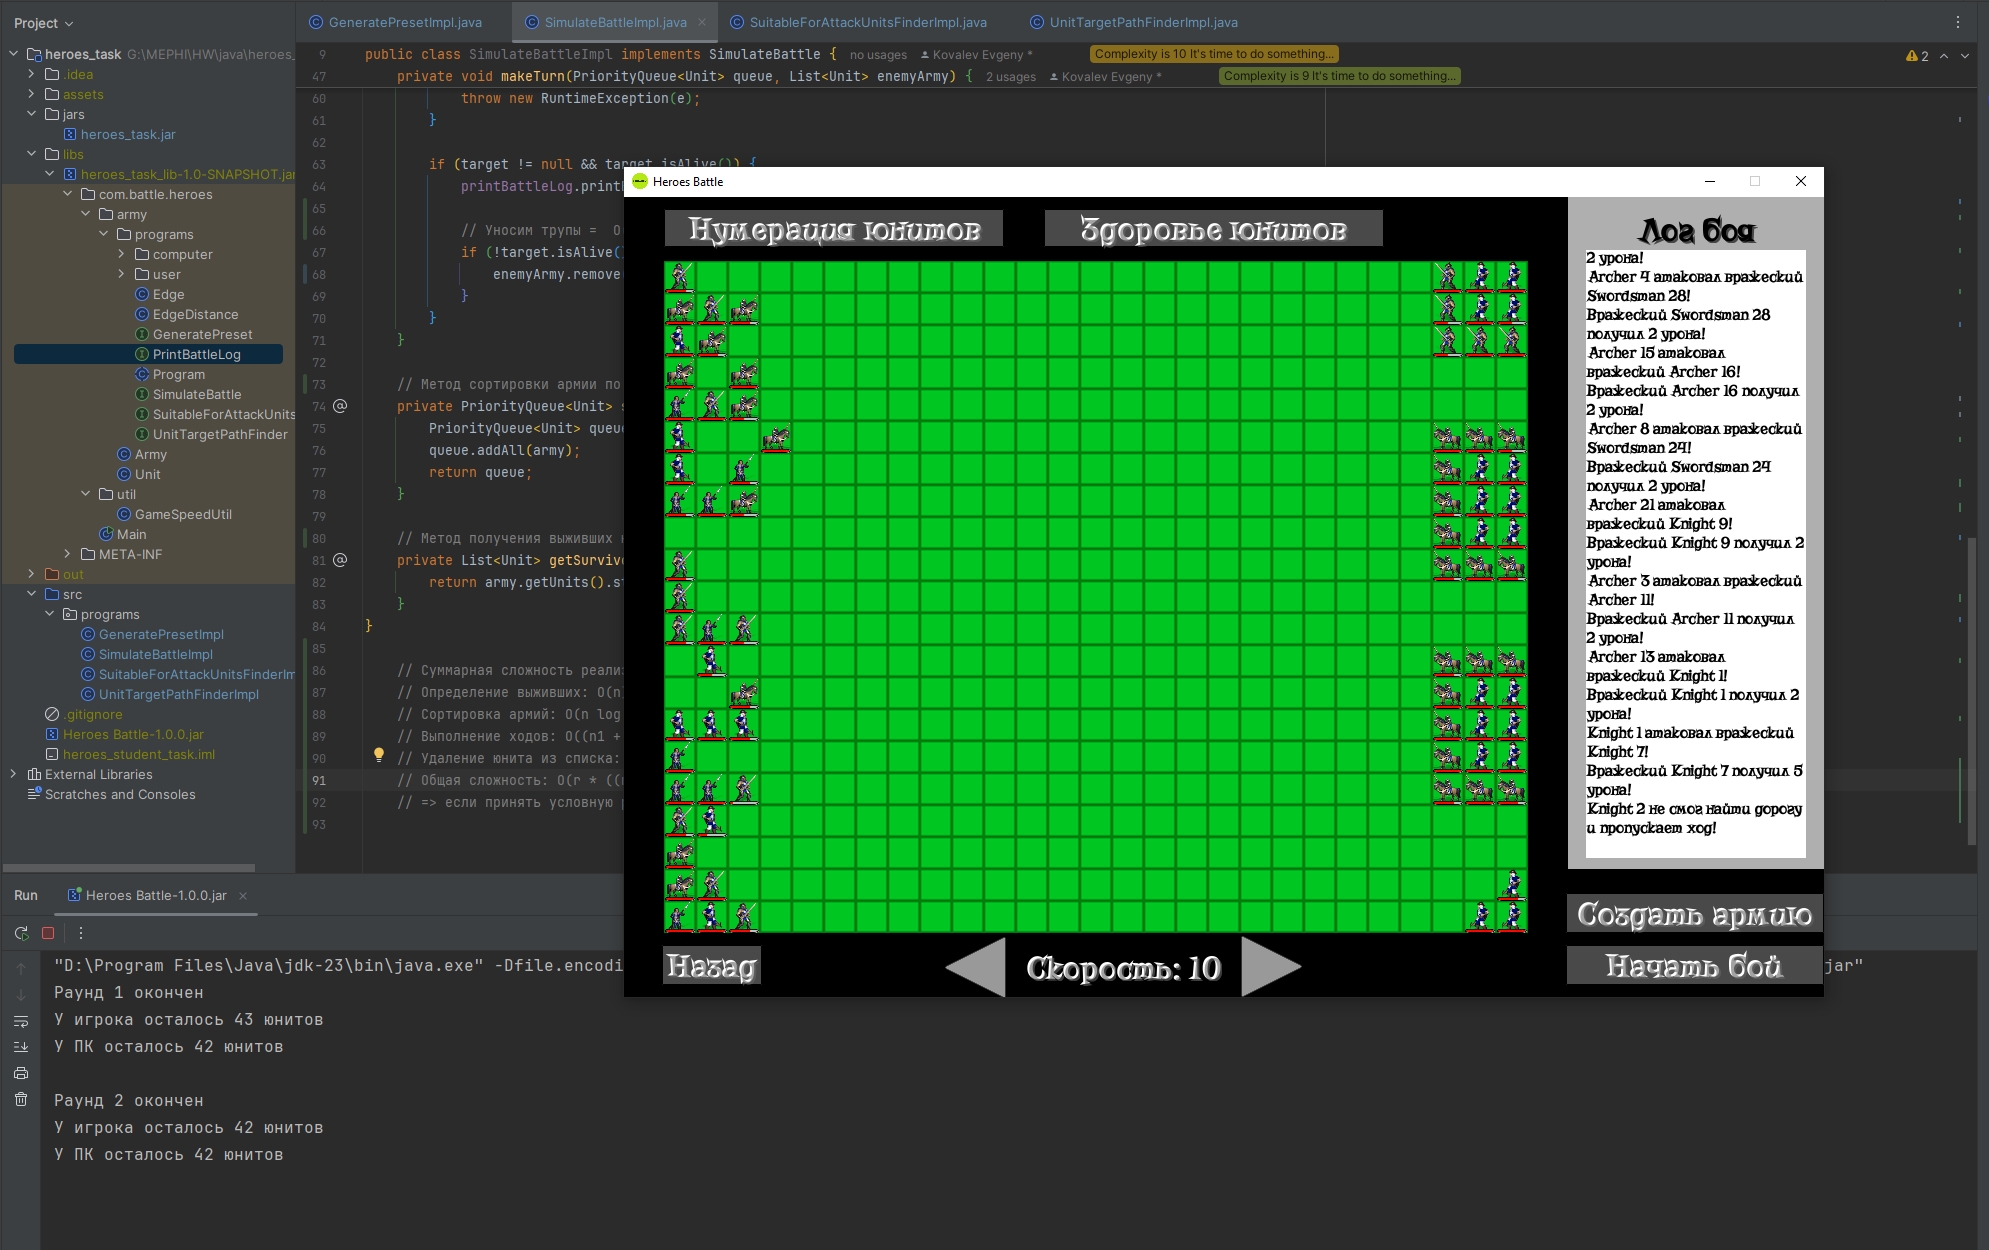 Project
GeneratePresetImpl.java
SimulateBattleImpl.java
SuitableForAttackUnitsFinderImpl.java
UnitTargetPathFinderImpl.java
heroes_task G:\MEPHI\HW\java\heroes_
.idea
assets
jars
heroes_task.jar
libs
heroes_task_lib-1.0-SNAPSHOT.jar
com.battle.heroes
army
programs
computer
user
Edge
EdgeDistance
GeneratePreset
PrintBattleLog
Program
SimulateBattle
SuitableForAttackUnits
UnitTargetPathFinder
Army
Unit
util
GameSpeedUtil
Main
META-INF
out
src
programs
GeneratePresetImpl
SimulateBattleImpl
SuitableForAttackUnitsFinderIm
UnitTargetPathFinderImpl
.gitignore
Heroes Battle-1.0.0.jar
heroes_student_task.iml
External Libraries
Scratches and Consoles
9 public class SimulateBattleImpl implements SimulateBattle { no usages Kovalev Evgeny * Complexity is 10 It's time to do something...
2
47 private void makeTurn(PriorityQueue<Unit> queue, List<Unit> enemyArmy) { 2 usages Kovalev Evgeny * Complexity is 9 It's time to do something...
60 throw new RuntimeException(e);
61 }
62
63 if (target != null && target.isAlive()) {
64 printBattleLog.print
65
66 // Уносим трупы = O
67 if (!target.isAlive(
68 enemyArmy.remove
69 }
70 }
71 }
72
73 // Метод сортировки армии по
74 @ private PriorityQueue<Unit> s
75 PriorityQueue<Unit> queue
76 queue.addAll(army);
77 return queue;
78 }
79
80 // Метод получения выживших
81 @ private List<Unit> getSurviv
82 return army.getUnits().st
83 }
84 }
85
86 // Суммарная сложность реализ
87 // Определение выживших: O(n
88 // Сортировка армий: O(n log
89 // Выполнение ходов: O((n1 +
90 // Удаление юнита из списка:
91 // Общая сложность: O(r * ((
92 // => если принять условную
93
Heroes Battle
Нумерация юнитов
Здоровье юнитов
Лог боя
2 урона!
Archer 4 атаковал вражеский
Swordsman 28!
Вражеский Swordsman 28
получил 2 урона!
Archer 15 атаковал
вражеский Archer 16!
Вражеский Archer 16 получил
2 урона!
Archer 8 атаковал вражеский
Swordsman 24!
Вражеский Swordsman 24
получил 2 урона!
Archer 21 атаковал
вражеский Knight 9!
Вражеский Knight 9 получил 2
урона!
Archer 3 атаковал вражеский
Archer 11!
Вражеский Archer 11 получил
2 урона!
Archer 13 атаковал
вражеский Knight 1!
Вражеский Knight 1 получил 2
урона!
Knight 1 атаковал вражеский
Knight 7!
Вражеский Knight 7 получил 5
урона!
Knight 2 не смог найти дорогу
и пропускает ход!
Создать армию
Назад
Скорость: 10
Начать бой
Run
Heroes Battle-1.0.0.jar
"D:\Program Files\Java\jdk-23\bin\java.exe" -Dfile.encodi
jar"
Раунд 1 окончен
У игрока осталось 43 юнитов
У ПК осталось 42 юнитов
Раунд 2 окончен
У игрока осталось 42 юнитов
У ПК осталось 42 юнитов